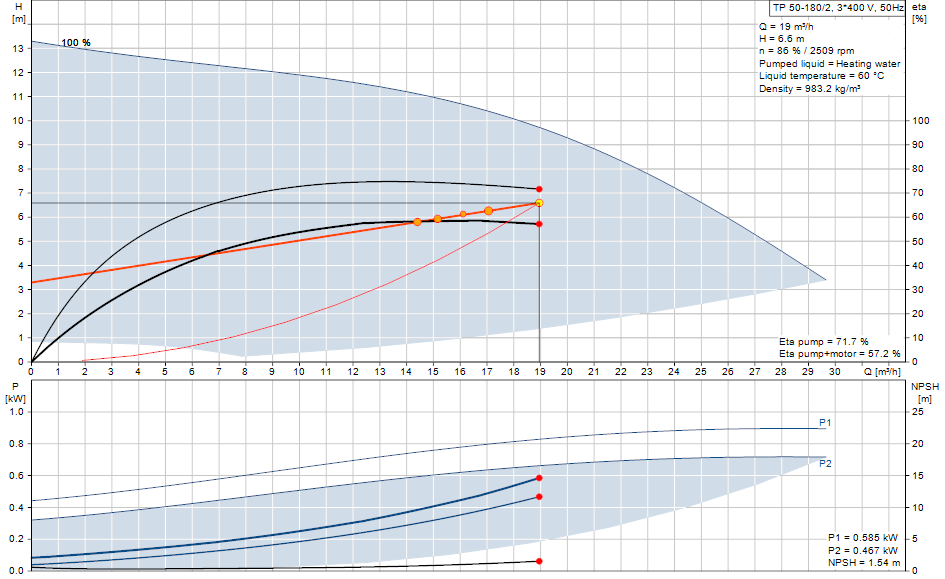 H
[m]
TP 50-180/2, 3*400 V, 50Hz
eta
[%]
100 %
Q = 19 m³/h
H = 6.6 m
n = 86 % / 2509 rpm
Pumped liquid = Heating water
Liquid temperature = 60 °C
Density = 983.2 kg/m³
13
12
11
10
9
8
7
6
5
4
3
2
1
0
100
90
80
70
60
50
40
30
20
10
0
Eta pump = 71.7 %
Eta pump+motor = 57.2 %
0 1 2 3 4 5 6 7 8 9 10 11 12 13 14 15 16 17 18 19 20 21 22 23 24 25 26 27 28 29 30 Q [m³/h]
P
[kW]
NPSH
[m]
1.0
0.8
0.6
0.4
0.2
0.0
25
20
15
10
5
0
P1
P2
P1 = 0.585 kW
P2 = 0.467 kW
NPSH = 1.54 m